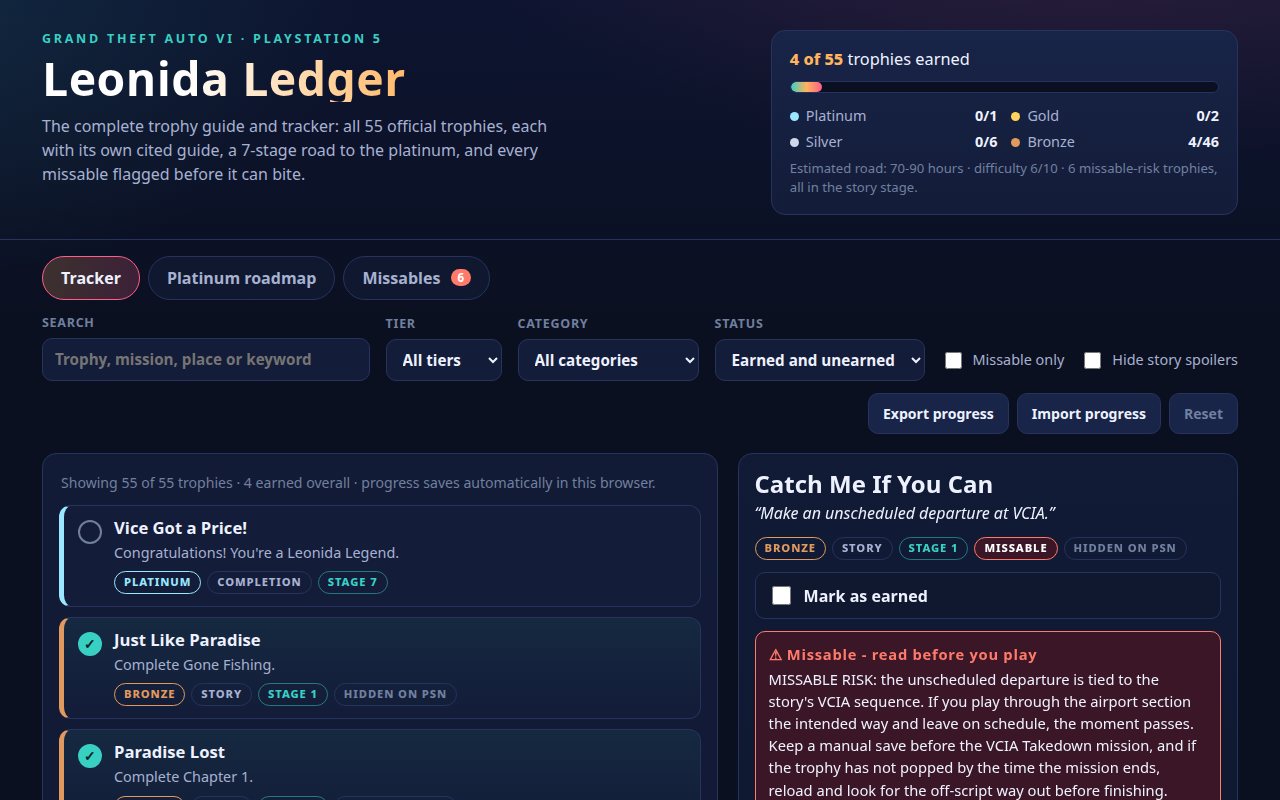 GRAND THEFT AUTO VI · PLAYSTATION 5
Leonida Ledger
The complete trophy guide and tracker: all 55 official trophies, each
with its own cited guide, a 7-stage road to the platinum, and every
missable flagged before it can bite.
4 of 55 trophies earned
Platinum 0/1 Gold 0/2
Silver 0/6 Bronze 4/46
Estimated road: 70-90 hours · difficulty 6/10 · 6 missable-risk trophies,
all in the story stage.
Tracker Platinum roadmap Missables 6
SEARCH TIER CATEGORY STATUS
Trophy, mission, place or keyword All tiers All categories Earned and unearned Missable only Hide story spoilers
Export progress Import progress Reset
Showing 55 of 55 trophies · 4 earned overall · progress saves automatically in this browser.
Vice Got a Price!
Congratulations! You're a Leonida Legend.
PLATINUM COMPLETION STAGE 7
Just Like Paradise
Complete Gone Fishing.
BRONZE STORY STAGE 1 HIDDEN ON PSN
Paradise Lost
Complete Chapter 1.
Catch Me If You Can
“Make an unscheduled departure at VCIA.”
BRONZE STORY STAGE 1 MISSABLE HIDDEN ON PSN
Mark as earned
⚠ Missable - read before you play
MISSABLE RISK: the unscheduled departure is tied to the
story's VCIA sequence. If you play through the airport section
the intended way and leave on schedule, the moment passes.
Keep a manual save before the VCIA Takedown mission, and if
the trophy has not popped by the time the mission ends,
reload and look for the off-script way out before finishing.